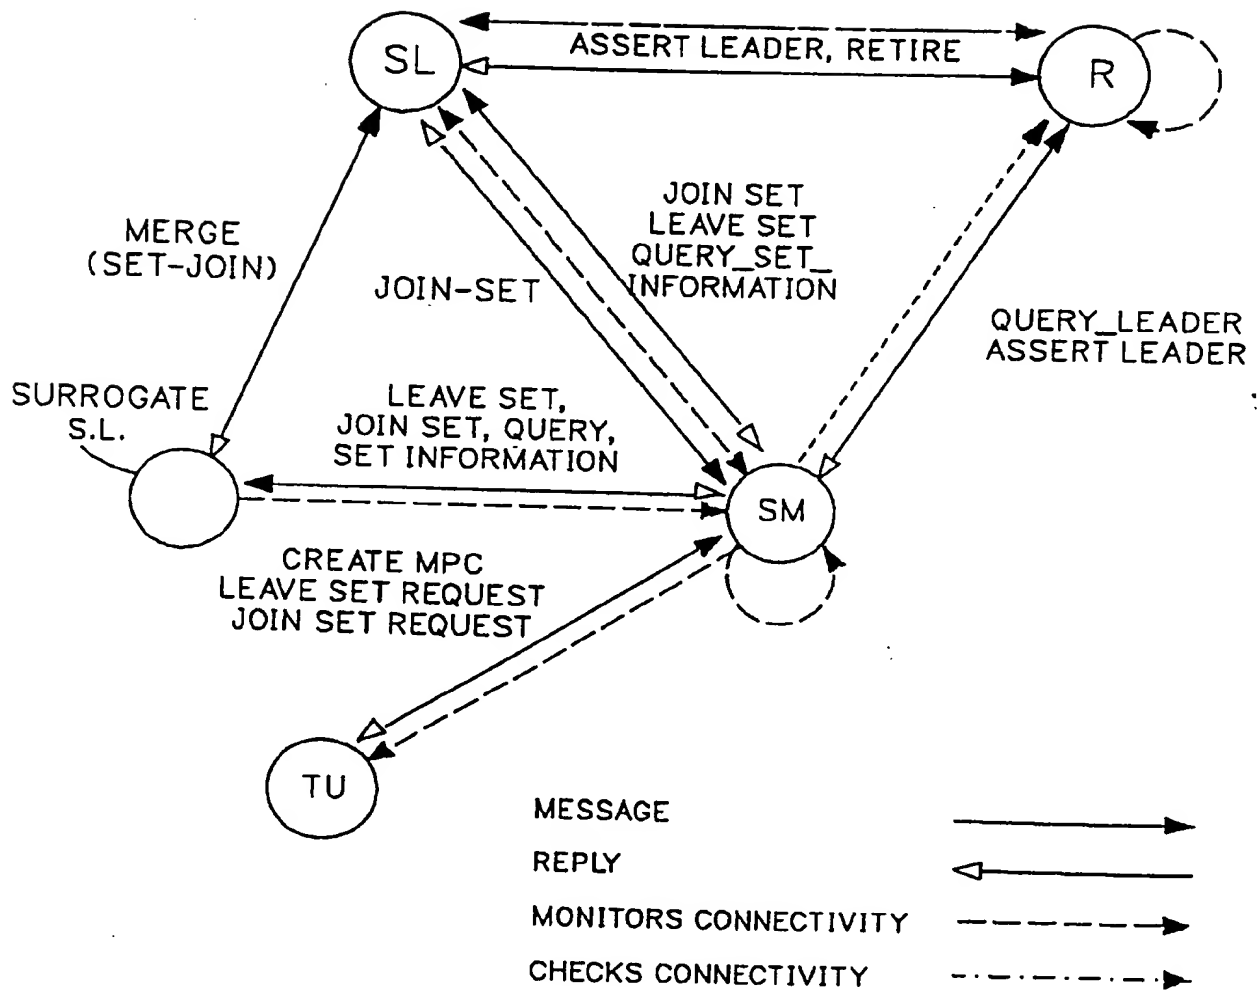 SL
R
ASSERT LEADER, RETIRE
JOIN SET
LEAVE SET
QUERY_SET_
INFORMATION
MERGE
(SET-JOIN)
JOIN-SET
QUERY_LEADER
ASSERT LEADER
SURROGATE
S.L.
LEAVE SET,
JOIN SET, QUERY,
SET INFORMATION
SM
CREATE MPC
LEAVE SET REQUEST
JOIN SET REQUEST
TU
MESSAGE
REPLY
MONITORS CONNECTIVITY
CHECKS CONNECTIVITY